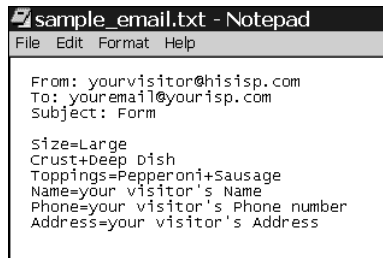 sample_email.txt - Notepad
File Edit Format Help
From: yourvisitor@hisisp.com
To: youremail@yourisp.com
Subject: Form
Size=Large
Crust+Deep Dish
Toppings=Pepperoni+Sausage
Name=your visitor's Name
Phone=your visitor's Phone number
Address=your visitor's Address